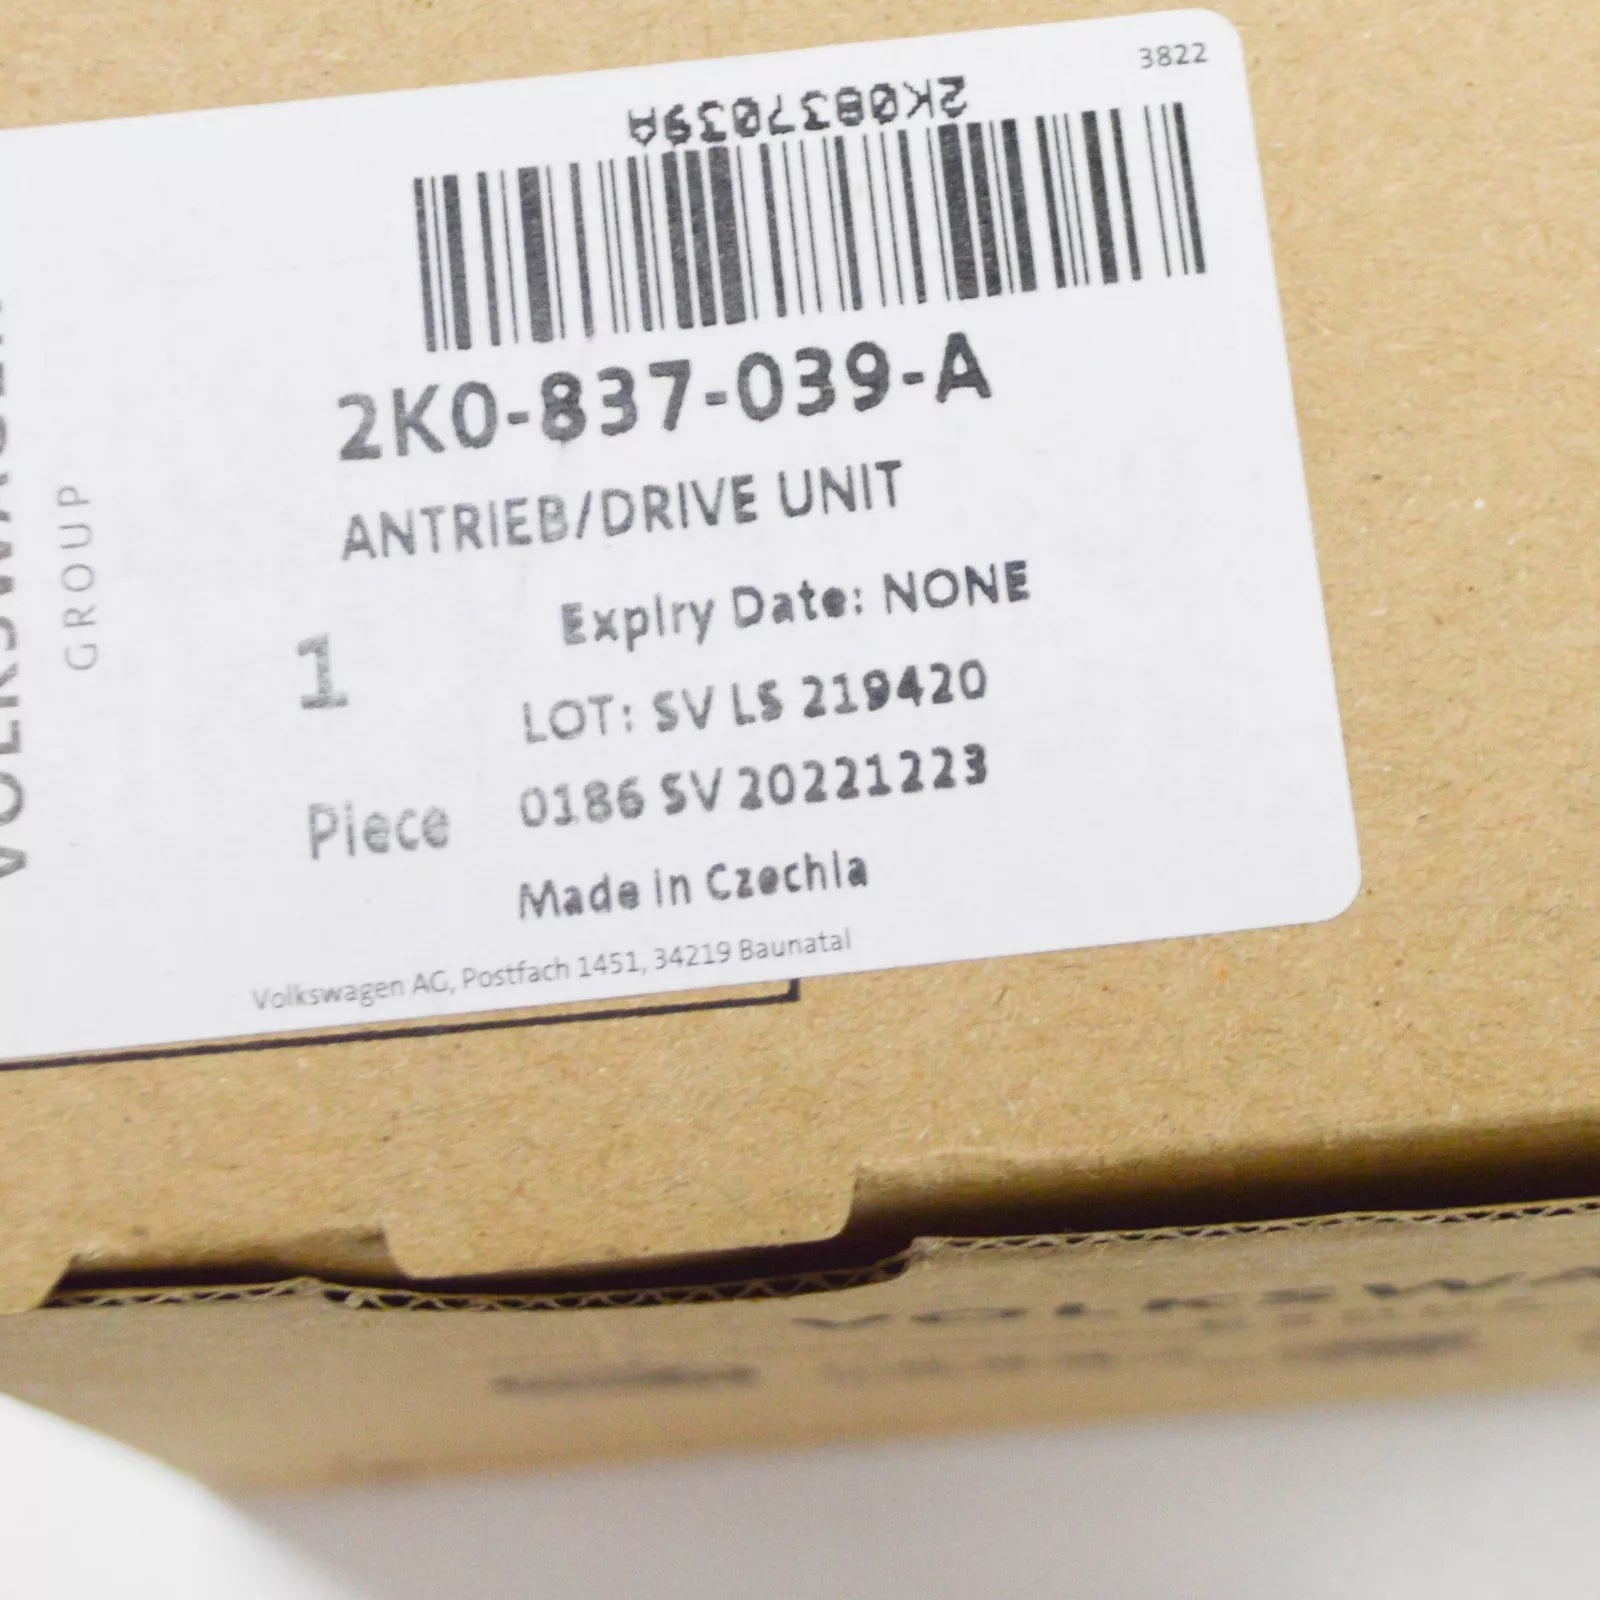 3822
2K0837039A
2K0-837-039-A
ANTRIEB/DRIVE UNIT
Expiry Date: NONE
1
LOT: SV LS 219420
Piece
0186 SV 20221223
Made in Czechia
Volkswagen AG, Postfach 1451, 34219 Baunatal
GROUP